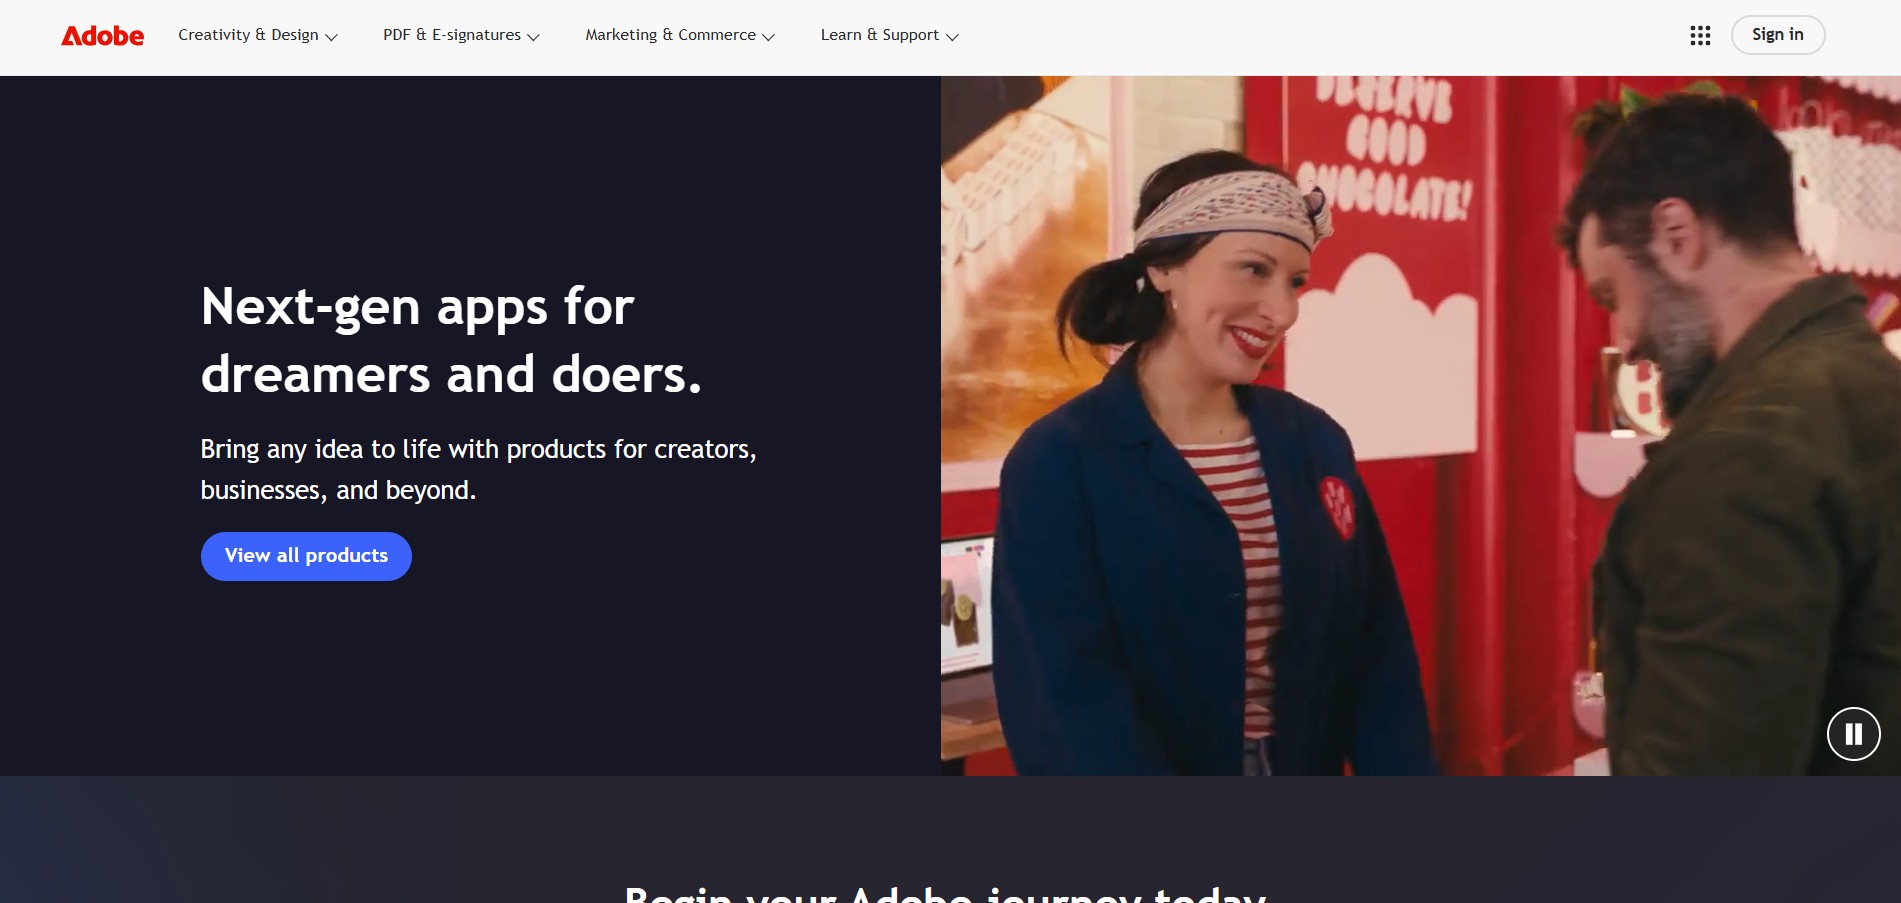 Adobe
Creativity & Design
PDF & E-signatures
Marketing & Commerce
Learn & Support
Sign in
DESERVE
GOOD
CHOCOLATE!
Next-gen apps for
dreamers and doers.
Bring any idea to life with products for creators,
businesses, and beyond.
View all products
Begin your Adobe journey today